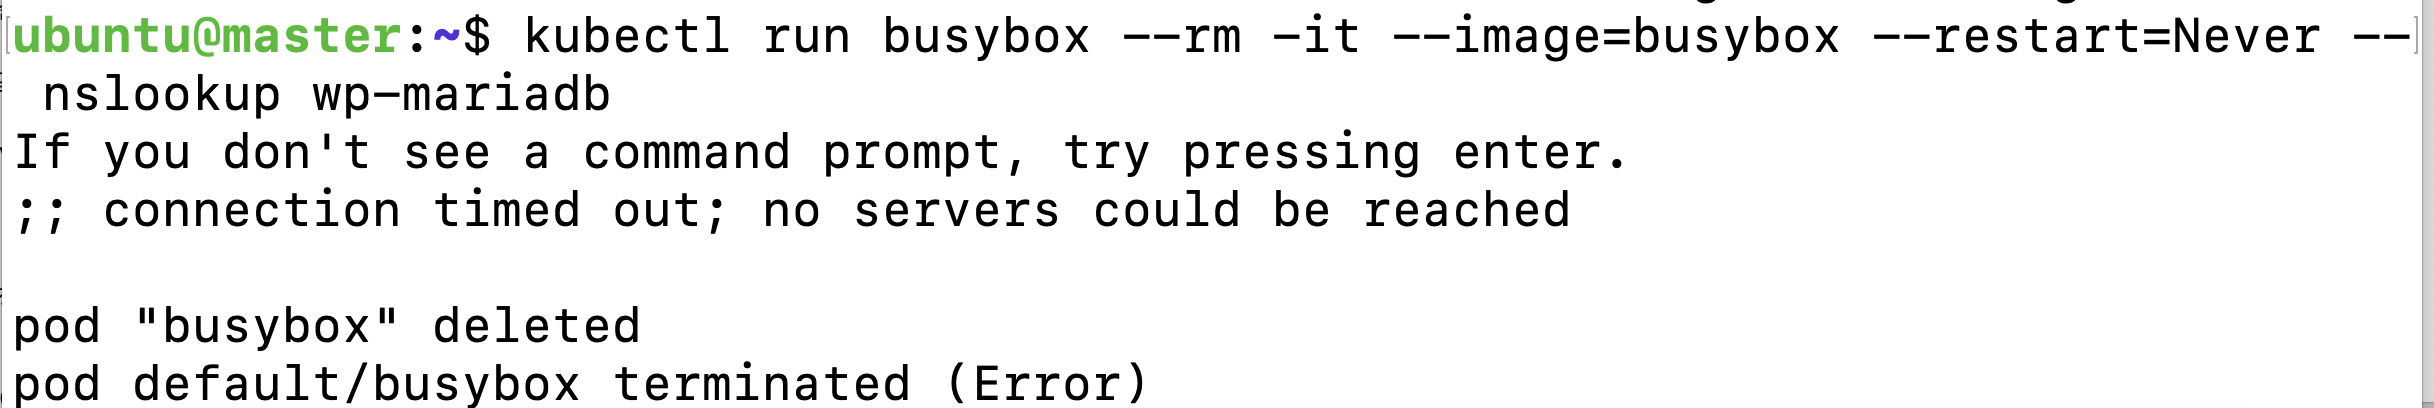 ubuntu@master:~$ kubectl run busybox --rm -it --image=busybox --restart=Never --
nslookup wp-mariadb
If you don't see a command prompt, try pressing enter.
;; connection timed out; no servers could be reached
pod "busybox" deleted
pod default/busybox terminated (Error)